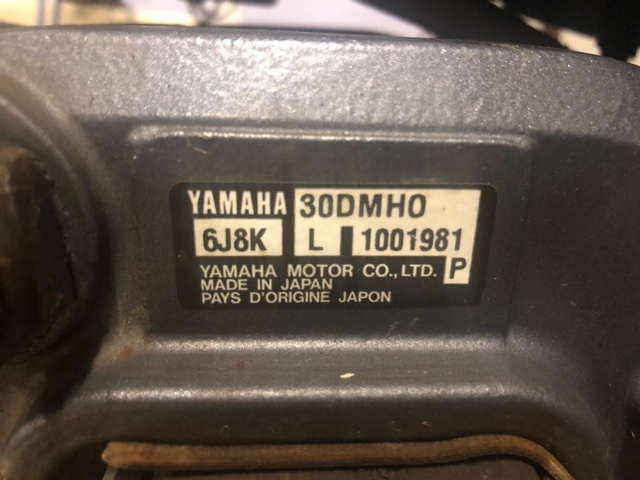 YAMAHA 30DMHO
6J8K L 1001981
P
YAMAHA MOTOR CO., LTD.
MADE IN JAPAN
PAYS D'ORIGINE JAPON